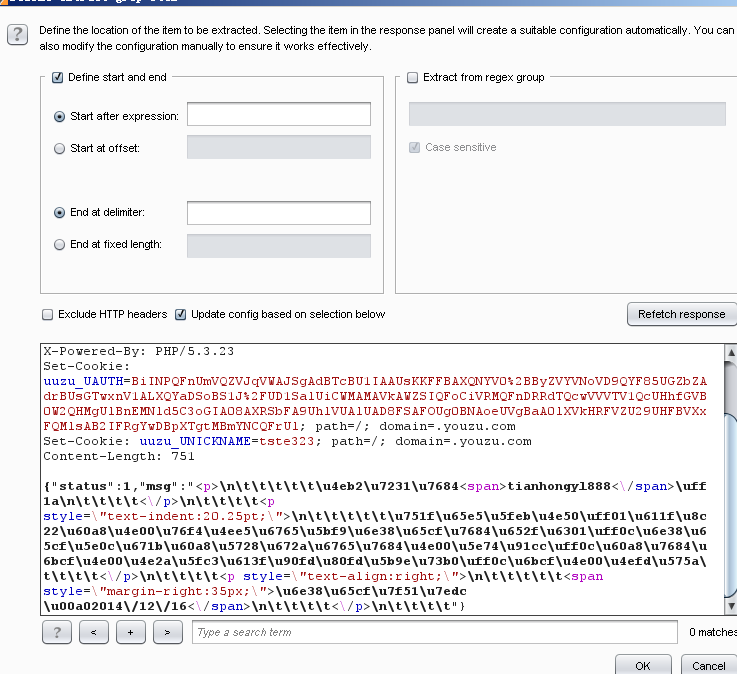 Define the location of the item to be extracted. Selecting the item in the response panel will create a suitable configuration automatically. You can
also modify the configuration manually to ensure it works effectively.
Define start and end
Extract from regex group
Start after expression:
Start at offset:
Case sensitive
End at delimiter:
End at fixed length:
Exclude HTTP headers
Update config based on selection below
Refetch response
X-Powered-By: PHP/5.3.23
Set-Cookie:
path=/; domain=.youzu.com
Set-Cookie: uuzu_UNICKNAME=tste323; path=/; domain=.youzu.com
Content-Length: 751
{"status":1,"msg":"<p>\n\t\t\t\t\t\t\u4eb2\u7231\u7684<span>tianhongyl888<\/span>\uff
1a\n\t\t\t\t\t<\/p>\n\t\t\t\t\t<p
style=\"text-indent:20.25pt;\">\n\t\t\t\t\t\t\u751f\u65e5\u5feb\u4e50\uff01\u611f\u8c
22\u60a8\u4e00\u76f4\u4ee5\u6765\u5bf9\u6e38\u65cf\u7684\u652f\u6301\uff0c\u6e38\u6
5cf\u5e0c\u671b\u60a8\u5728\u672a\u6765\u7684\u4e00\u5e74\u91cc\uff0c\u60a8\u7684\u
6bcf\u4e00\u4e2a\u5fc3\u613f\u90fd\u80fd\u5b9e\u73b0\uff0c\u6bcf\u4e00\u4efd\u575a\
t\t\t\t\t<\/p>\n\t\t\t\t\t<p style=\"text-align:right;\">\n\t\t\t\t\t\t<span
style=\"margin-right:35px;\">\u6e38\u65cf\u7f51\u7edc
\u00a02014\/12\/16<\/span>\n\t\t\t\t\t<\/p>\n\t\t\t\t\t"}
? < + > Type a search term
0 matches
OK
Cancel